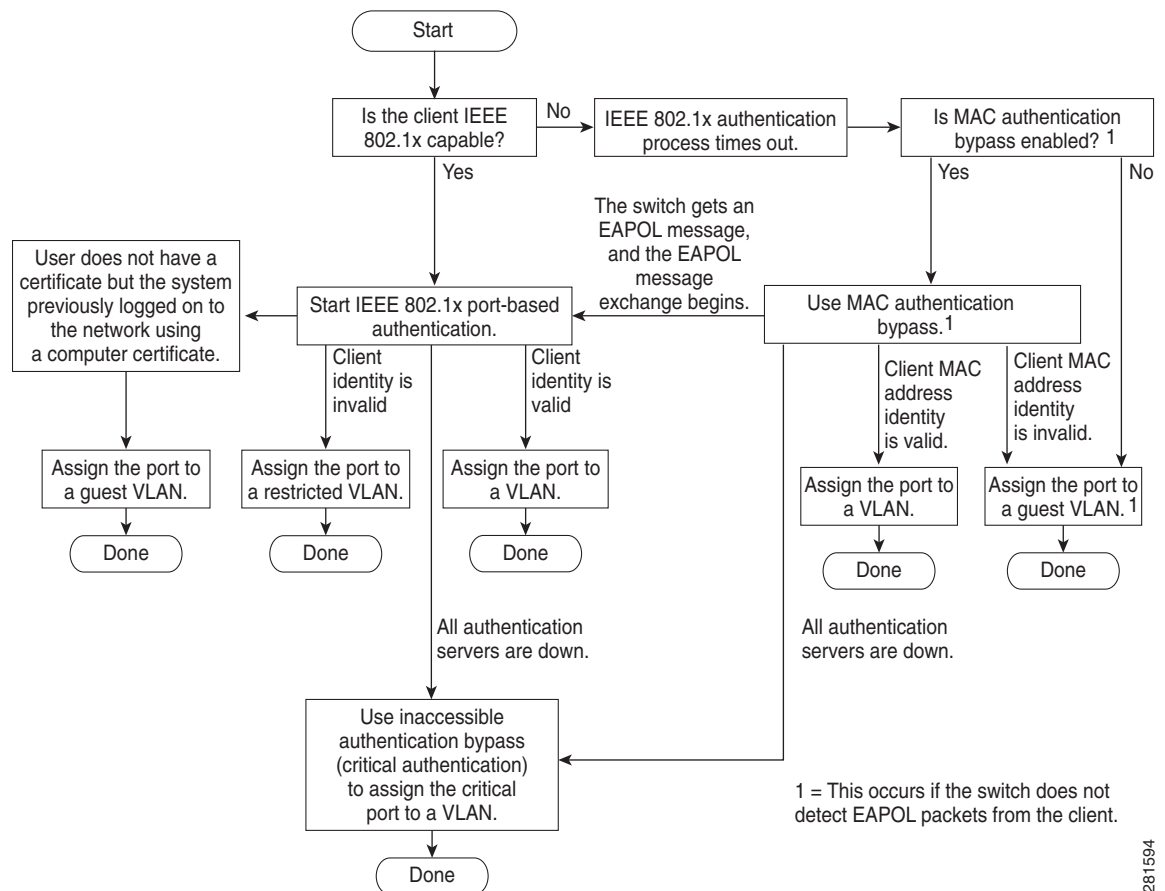 Start
Is the client IEEE
802.1x capable?
No
IEEE 802.1x authentication
process times out.
Is MAC authentication
bypass enabled? 1
Yes
Yes
No
The switch gets an
EAPOL message,
and the EAPOL
message
exchange begins.
User does not have a
certificate but the system
previously logged on to
the network using
a computer certificate.
Start IEEE 802.1x port-based
authentication.
Use MAC authentication
bypass.1
Client
identity is
invalid
Client
identity is
valid
Client MAC
address
identity
is valid.
Client MAC
address
identity
is invalid.
Assign the port to
a guest VLAN.
Assign the port to
a restricted VLAN.
Assign the port to
a VLAN.
Assign the port to
a VLAN.
Assign the port to
a guest VLAN.1
Done
Done
Done
Done
Done
All authentication
servers are down.
All authentication
servers are down.
Use inaccessible
authentication bypass
(critical authentication)
to assign the critical
port to a VLAN.
1 = This occurs if the switch does not
detect EAPOL packets from the client.
Done
281594